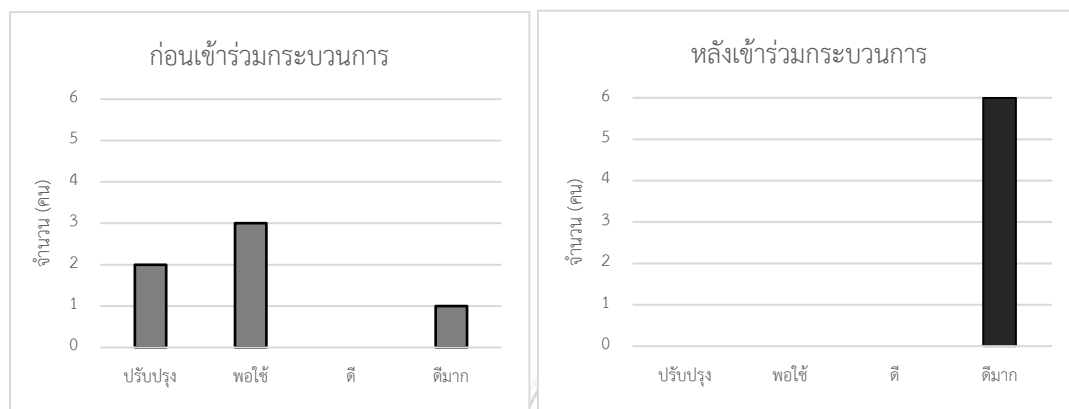 ก่อนเข้าร่วมกระบวนการ
จำนวน (คน)
6
5
4
3
2
1
0
ปรับปรุง พอใช้ ดี ดีมาก
หลังเข้าร่วมกระบวนการ
จำนวน (คน)
6
5
4
3
2
1
0
ปรับปรุง พอใช้ ดี ดีมาก